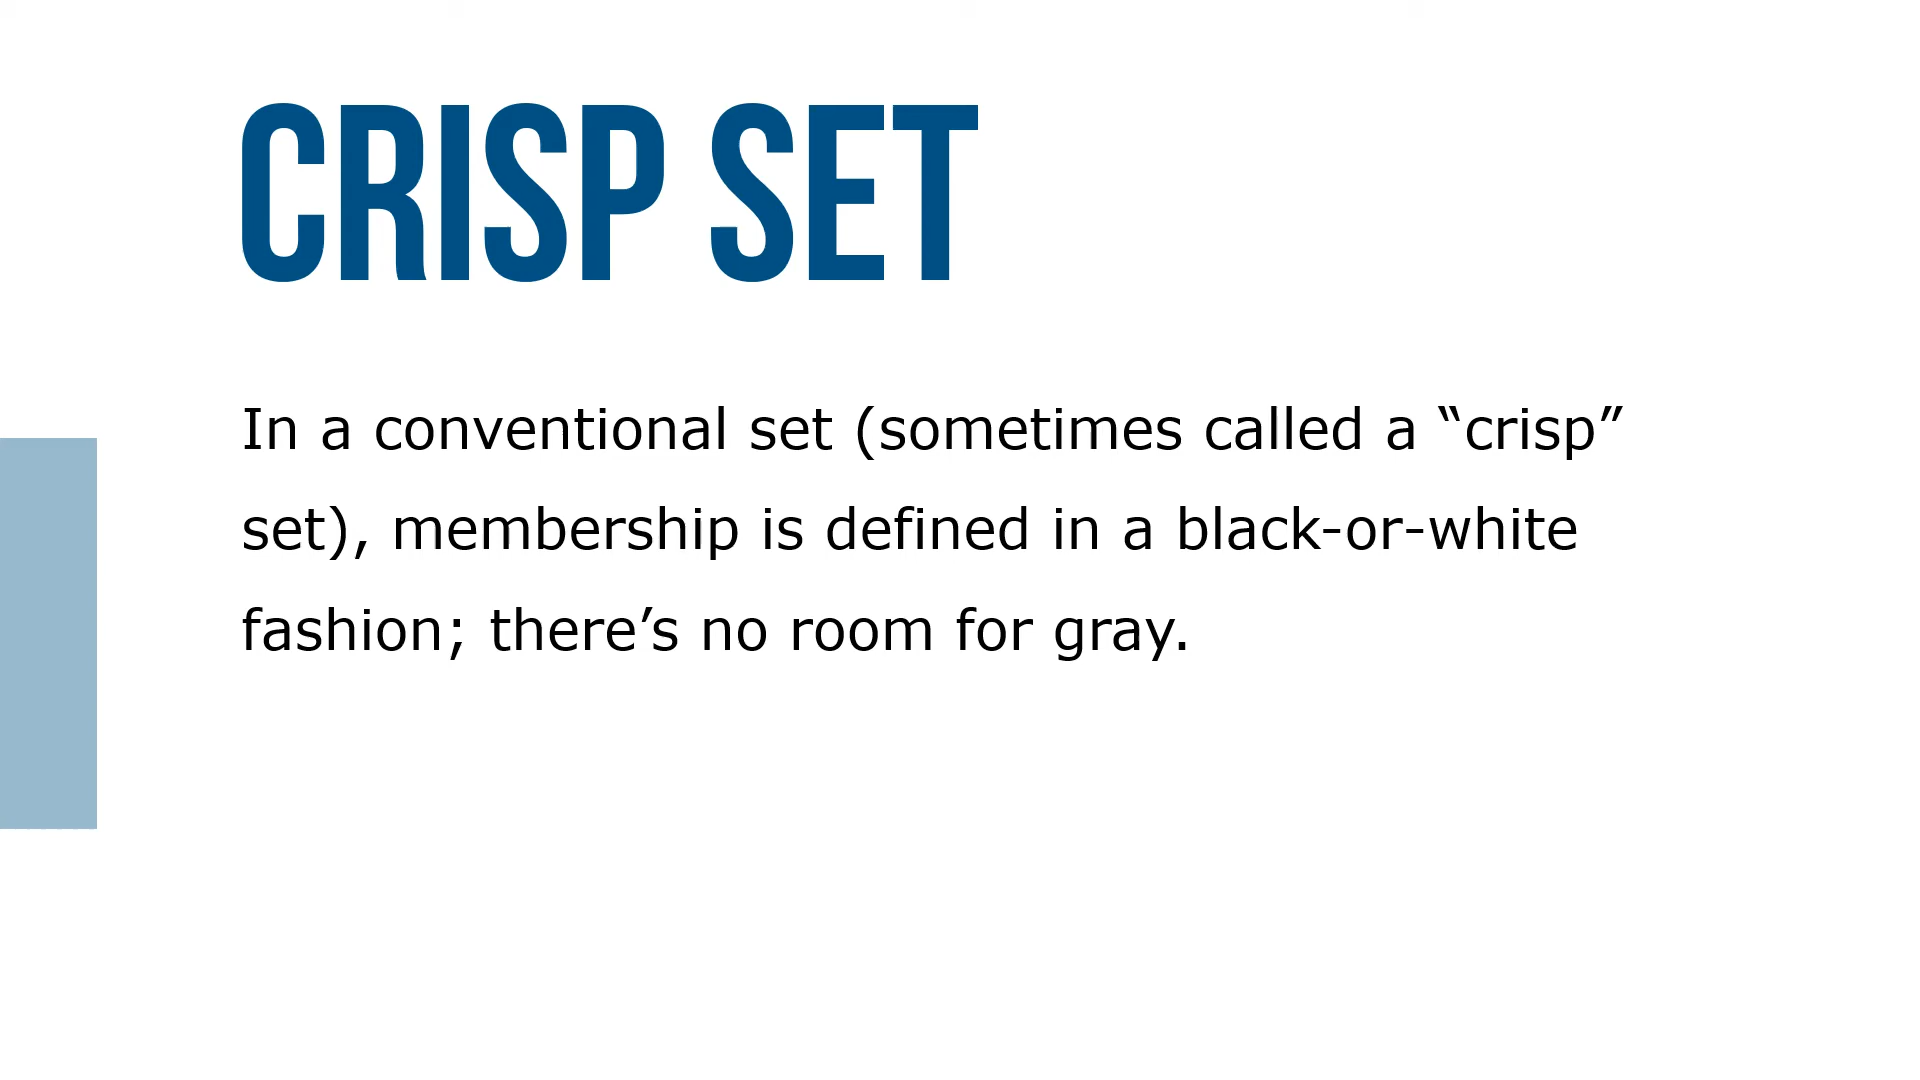 CRISP SET
In a conventional set (sometimes called a “crisp”
set), membership is defined in a black-or-white
fashion; there’s no room for gray.